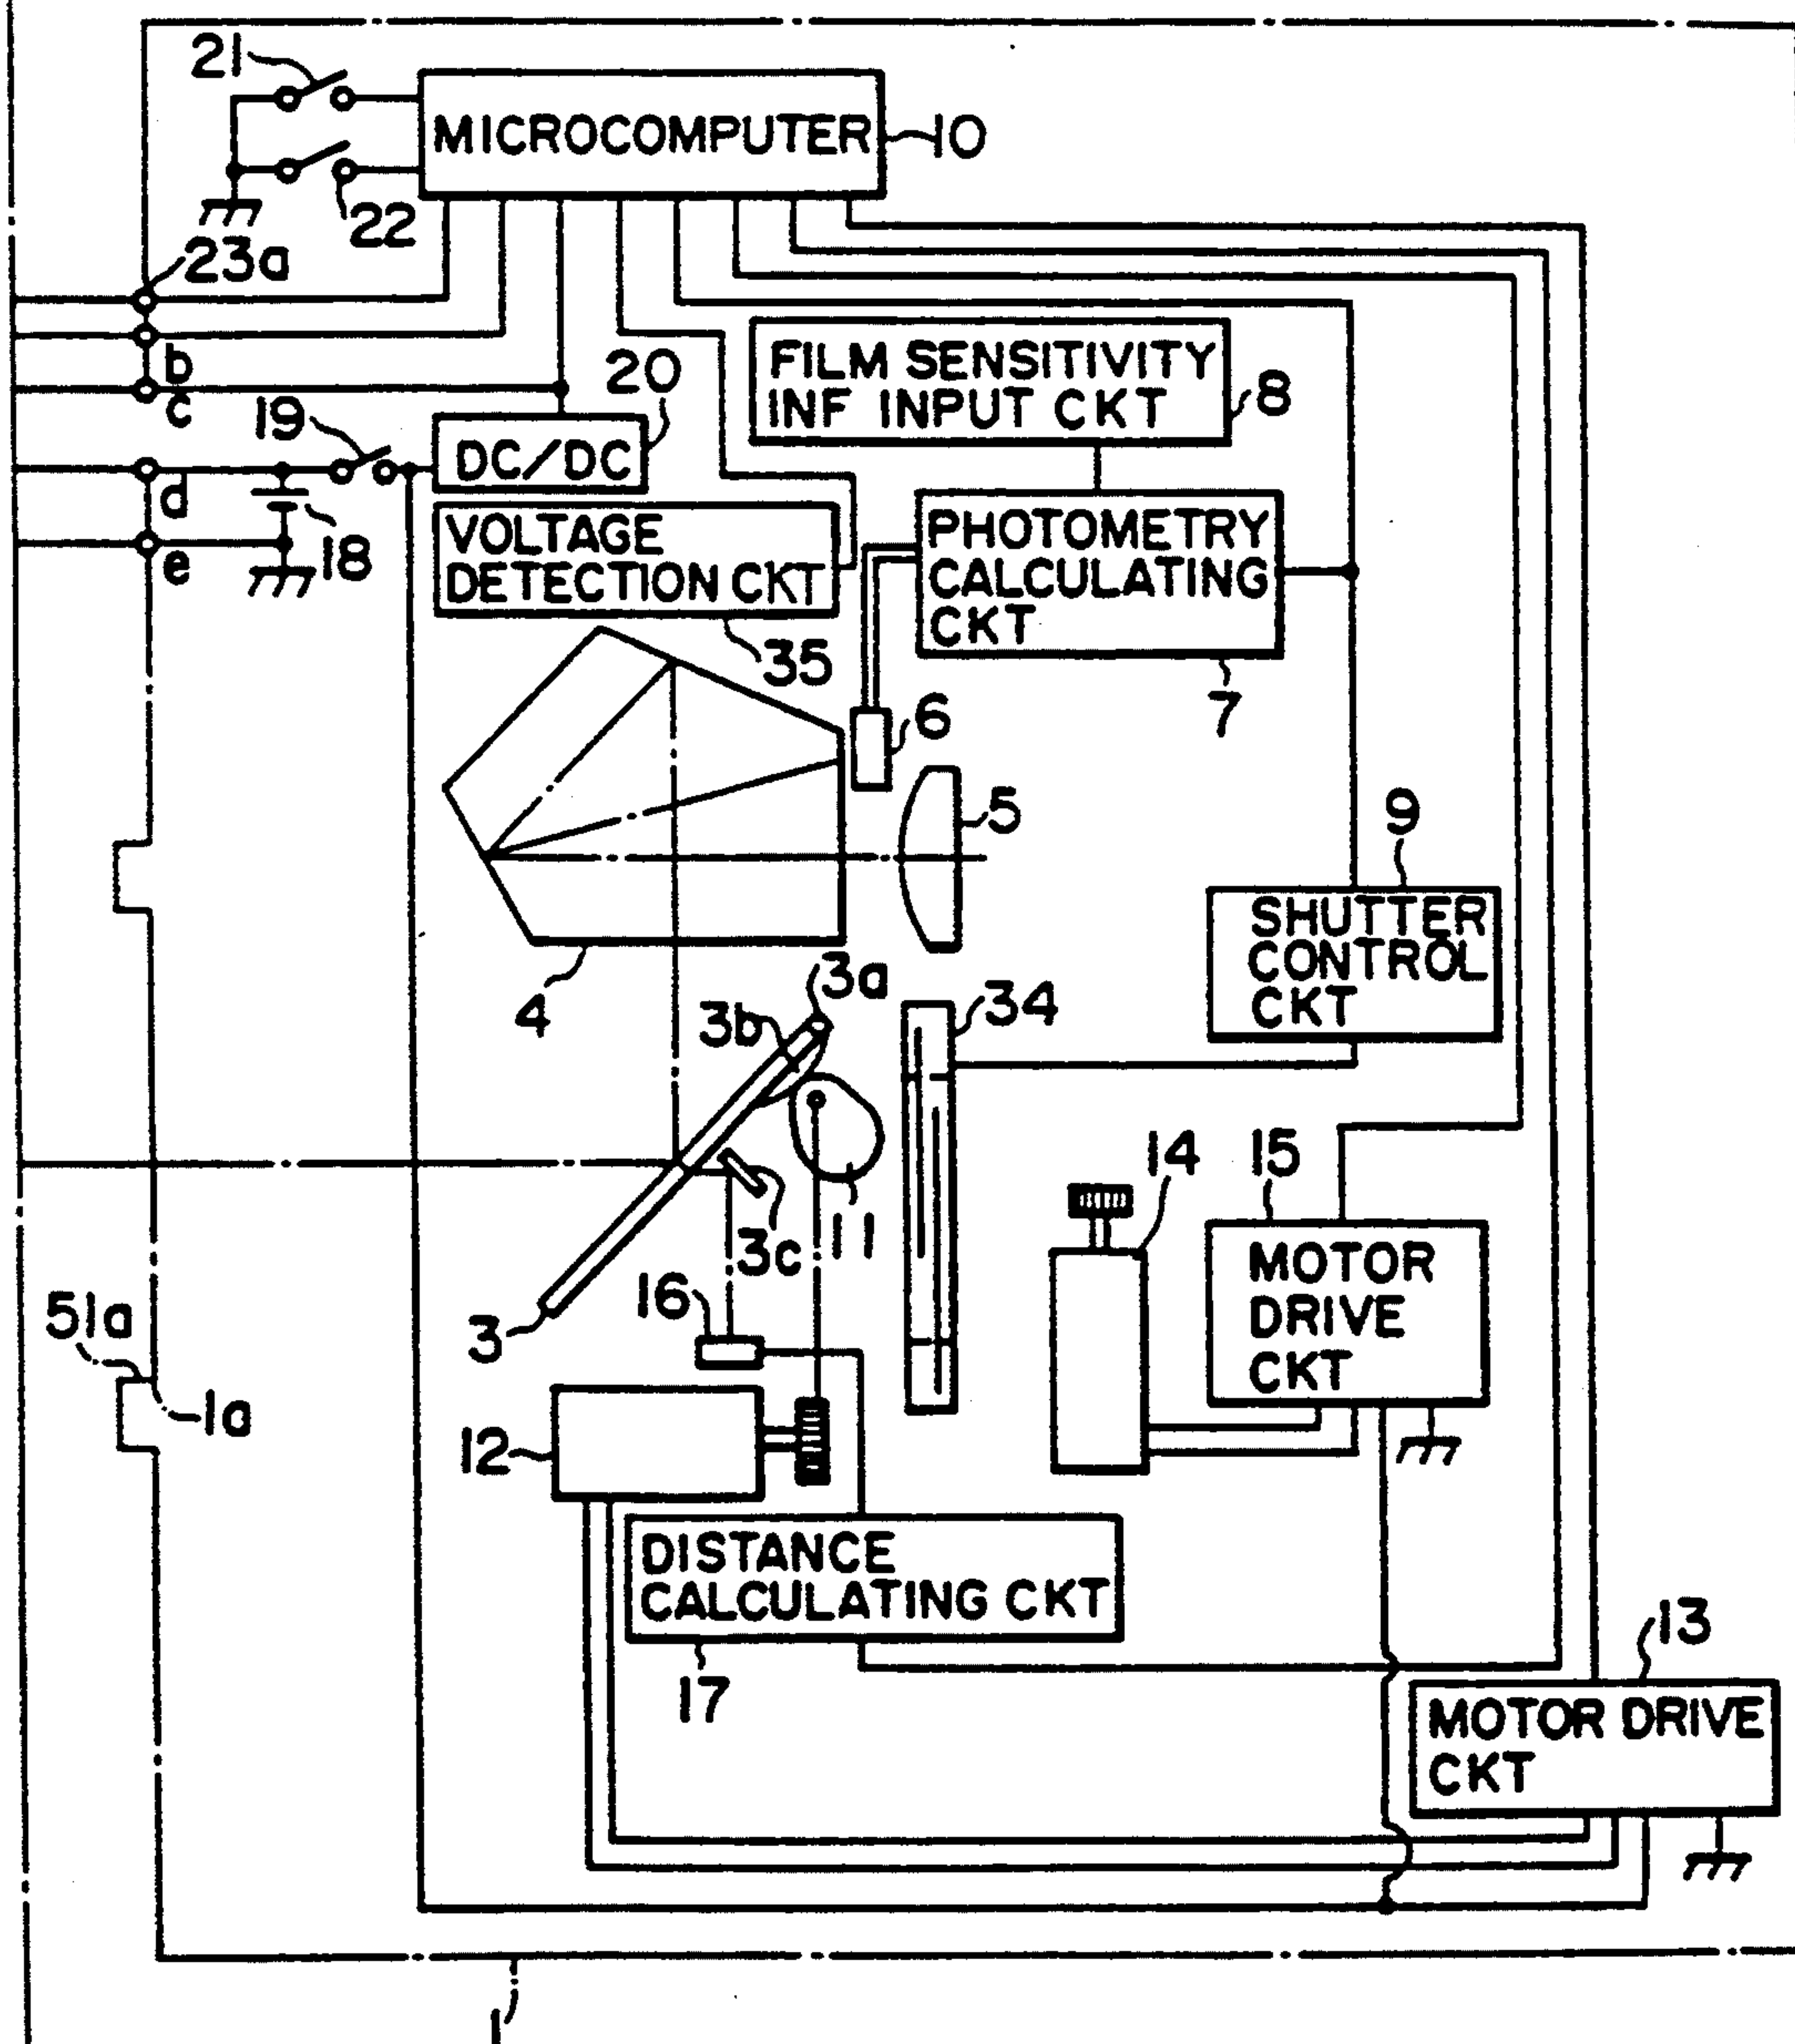 21
MICROCOMPUTER
10
22
23a
b
c
20
FILM SENSITIVITY
INF INPUT CKT
8
19
DC/DC
d
e
18
VOLTAGE
DETECTION CKT
35
PHOTOMETRY
CALCULATING
CKT
7
6
5
9
SHUTTER
CONTROL
CKT
4
3a
3b
34
11
3c
14
15
MOTOR
DRIVE
CKT
16
3
51a
1a
12
DISTANCE
CALCULATING CKT
17
13
MOTOR DRIVE
CKT
1